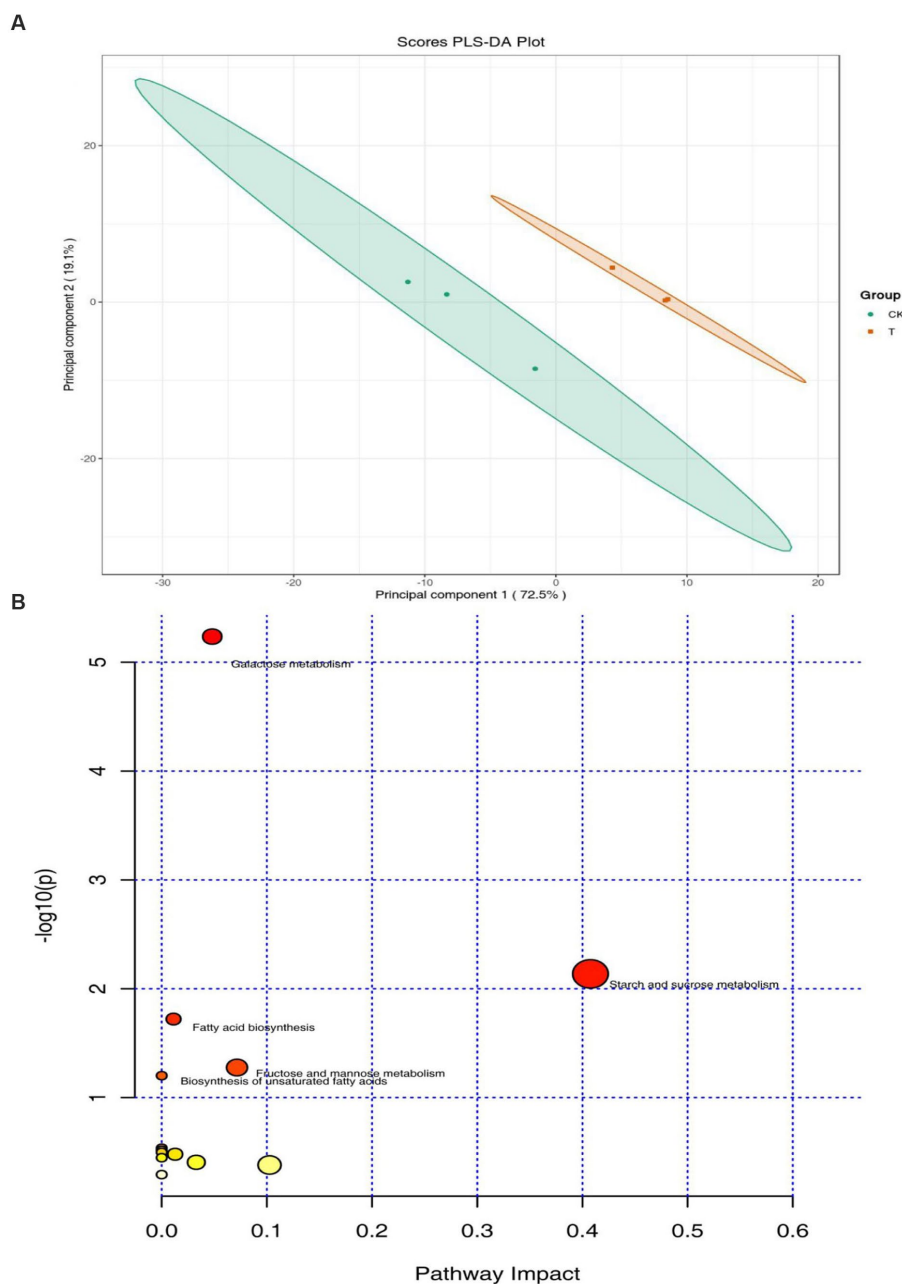 A
Scores PLS-DA Plot
20
0
-20
Principal component 2 ( 19.1% )
-30
-20
-10
0
10
20
Principal component 1 ( 72.5% )
Group
CK
T
B
Galactose metabolism
Starch and sucrose metabolism
Fatty acid biosynthesis
Fructose and mannose metabolism
Biosynthesis of unsaturated fatty acids
5
4
3
2
1
-log10(p)
0.0
0.1
0.2
0.3
0.4
0.5
0.6
Pathway Impact